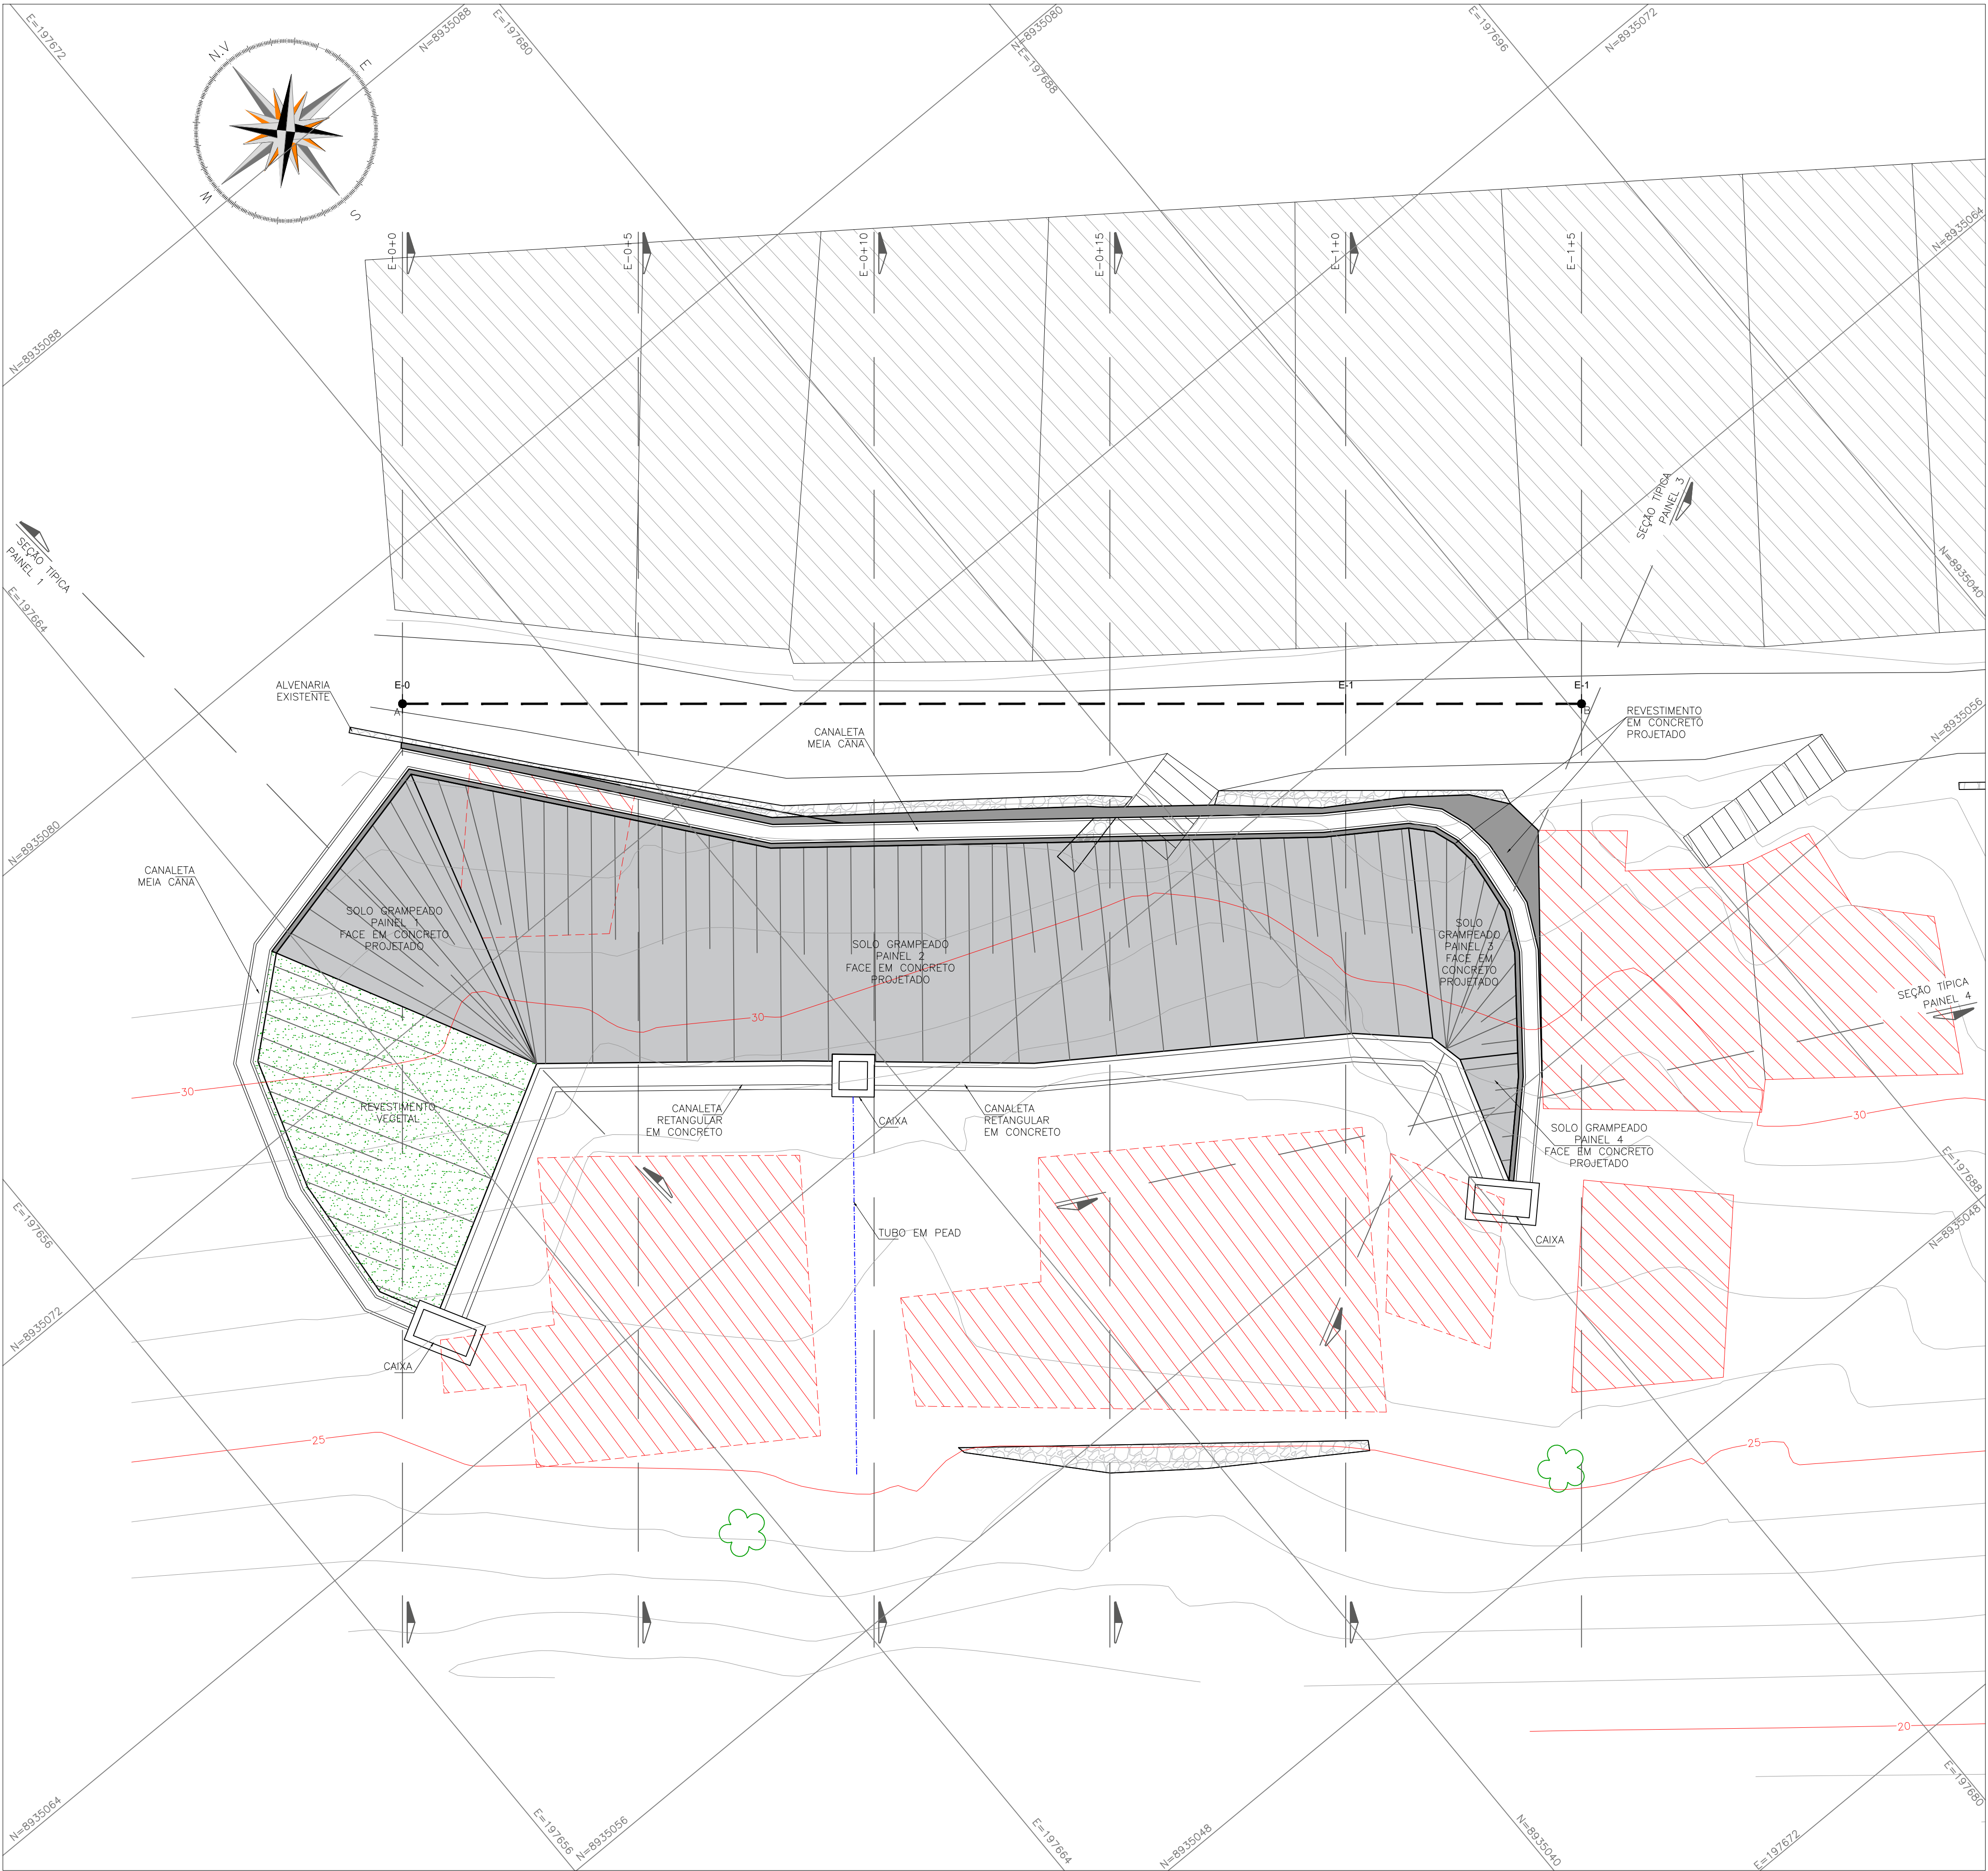 E=197672
N=8935088
E=197680
N=8935080
E=197688
E=197696
N=8935072
N.V
E
W
S
N=8935064
E-0+0
E-0+5
E-0+10
E-0+15
E-1+0
E-1+5
N=8935088
SEÇÃO TÍPICA
PAINEL 1
SEÇÃO TÍPICA
PAINEL 3
N=8935040
E=197664
ALVENARIA
EXISTENTE
E-0
A
E-1
E-1
B
CANALETA
MEIA CANA
REVESTIMENTO
EM CONCRETO
PROJETADO
N=8935056
N=8935080
CANALETA
MEIA CANA
SOLO GRAMPEADO
PAINEL 1
FACE EM CONCRETO
PROJETADO
SOLO GRAMPEADO
PAINEL 2
FACE EM CONCRETO
PROJETADO
SOLO
GRAMPEADO
PAINEL 3
FACE EM
CONCRETO
PROJETADO
SEÇÃO TÍPICA
PAINEL 4
30
30
30
REVESTIMENTO
VEGETAL
CANALETA
RETANGULAR
EM CONCRETO
CAIXA
CANALETA
RETANGULAR
EM CONCRETO
SOLO GRAMPEADO
PAINEL 4
FACE EM CONCRETO
PROJETADO
E=197688
E=197656
TUBO EM PEAD
CAIXA
N=8935048
N=8935072
CAIXA
25
25
20
E=197680
N=8935064
E=197656
N=8935056
E=197664
N=8935048
N=8935040
E=197672